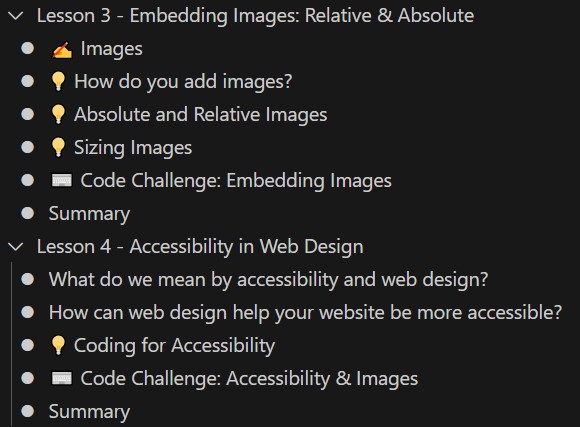 Lesson 3 - Embedding Images: Relative & Absolute
✍️ Images
💡 How do you add images?
💡 Absolute and Relative Images
💡 Sizing Images
⌨️ Code Challenge: Embedding Images
Summary
Lesson 4 - Accessibility in Web Design
What do we mean by accessibility and web design?
How can web design help your website be more accessible?
💡 Coding for Accessibility
⌨️ Code Challenge: Accessibility & Images
Summary